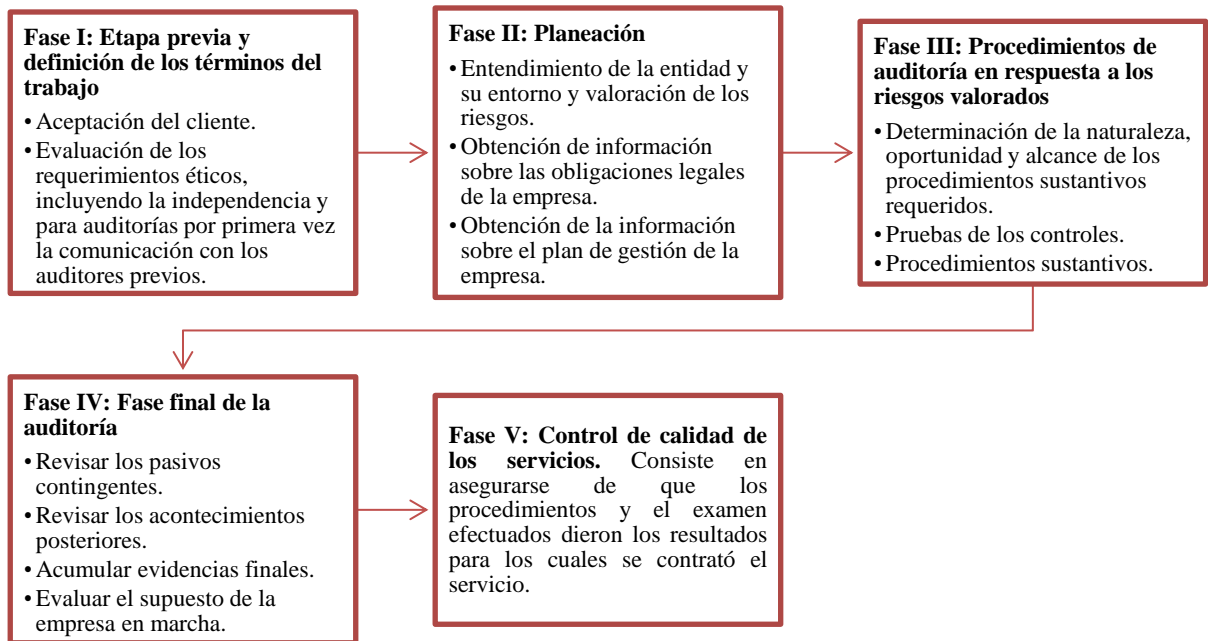 Fase I: Etapa previa y
definición de los términos del
trabajo
• Aceptación del cliente.
• Evaluación de los
requerimientos éticos,
incluyendo la independencia y
para auditorías por primera vez
la comunicación con los
auditores previos.
Fase II: Planeación
• Entendimiento de la entidad y
su entorno y valoración de los
riesgos.
• Obtención de información
sobre las obligaciones legales
de la empresa.
• Obtención de la información
sobre el plan de gestión de la
empresa.
Fase III: Procedimientos de
auditoría en respuesta a los
riesgos valorados
• Determinación de la naturaleza,
oportunidad y alcance de los
procedimientos sustantivos
requeridos.
• Pruebas de los controles.
• Procedimientos sustantivos.
Fase IV: Fase final de la
auditoría
• Revisar los pasivos
contingentes.
• Revisar los acontecimientos
posteriores.
• Acumular evidencias finales.
• Evaluar el supuesto de la
empresa en marcha.
Fase V: Control de calidad de
los servicios. Consiste en
asegurarse de que los
procedimientos y el examen
efectuados dieron los resultados
para los cuales se contrató el
servicio.